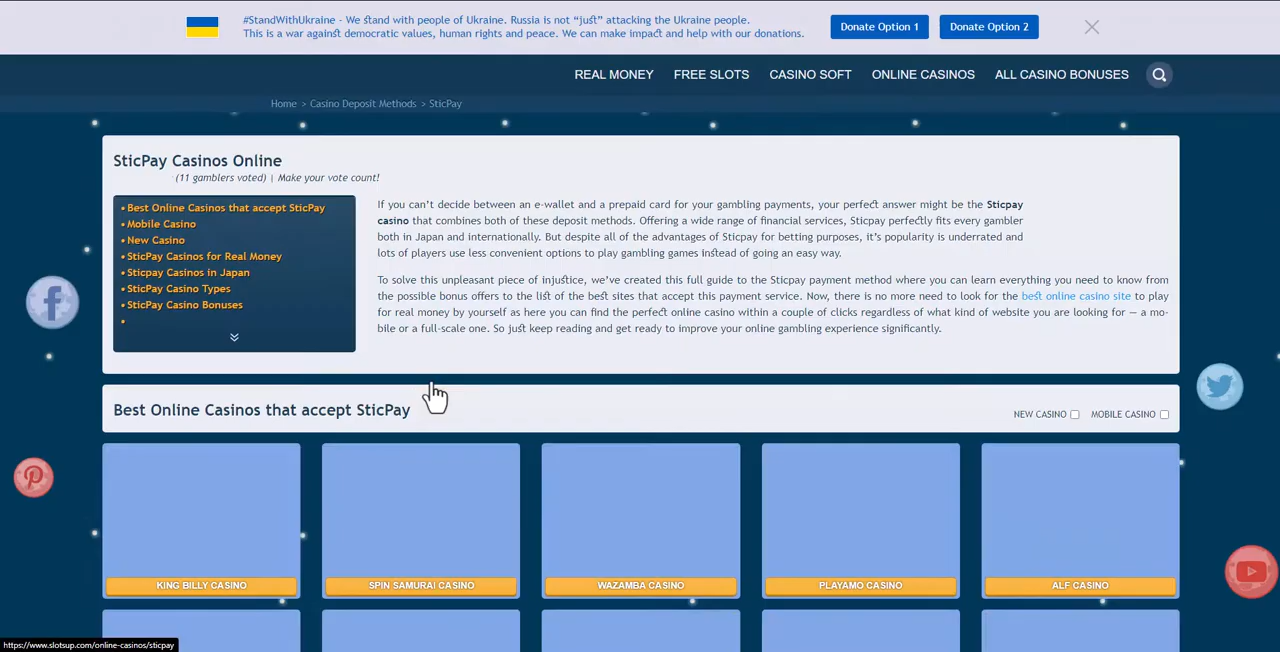 #StandWithUkraine - We stand with people of Ukraine. Russia is not “just” attacking the Ukraine people.
This is a war against democratic values, human rights and peace. We can make impact and help with our donations.
Donate Option 1
Donate Option 2
REAL MONEY
FREE SLOTS
CASINO SOFT
ONLINE CASINOS
ALL CASINO BONUSES
Home > Casino Deposit Methods > SticPay
SticPay Casinos Online
(11 gamblers voted) | Make your vote count!
• Best Online Casinos that accept SticPay
• Mobile Casino
• New Casino
• SticPay Casinos for Real Money
• Sticpay Casinos in Japan
• SticPay Casino Types
• SticPay Casino Bonuses
If you can’t decide between an e-wallet and a prepaid card for your gambling payments, your perfect answer might be the Sticpay
casino that combines both of these deposit methods. Offering a wide range of financial services, Sticpay perfectly fits every gambler
both in Japan and internationally. But despite all of the advantages of Sticpay for betting purposes, it’s popularity is underrated and
lots of players use less convenient options to play gambling games instead of going an easy way.
To solve this unpleasant piece of injustice, we’ve created this full guide to the Sticpay payment method where you can learn everything you need to know from
the possible bonus offers to the list of the best sites that accept this payment service. Now, there is no more need to look for the best online casino site to play
for real money by yourself as here you can find the perfect online casino within a couple of clicks regardless of what kind of website you are looking for — a mo-
bile or a full-scale one. So just keep reading and get ready to improve your online gambling experience significantly.
Best Online Casinos that accept SticPay
NEW CASINO
MOBILE CASINO
KING BILLY CASINO
SPIN SAMURAI CASINO
WAZAMBA CASINO
PLAYAMO CASINO
ALF CASINO
https://www.slotsup.com/online-casinos/sticpay